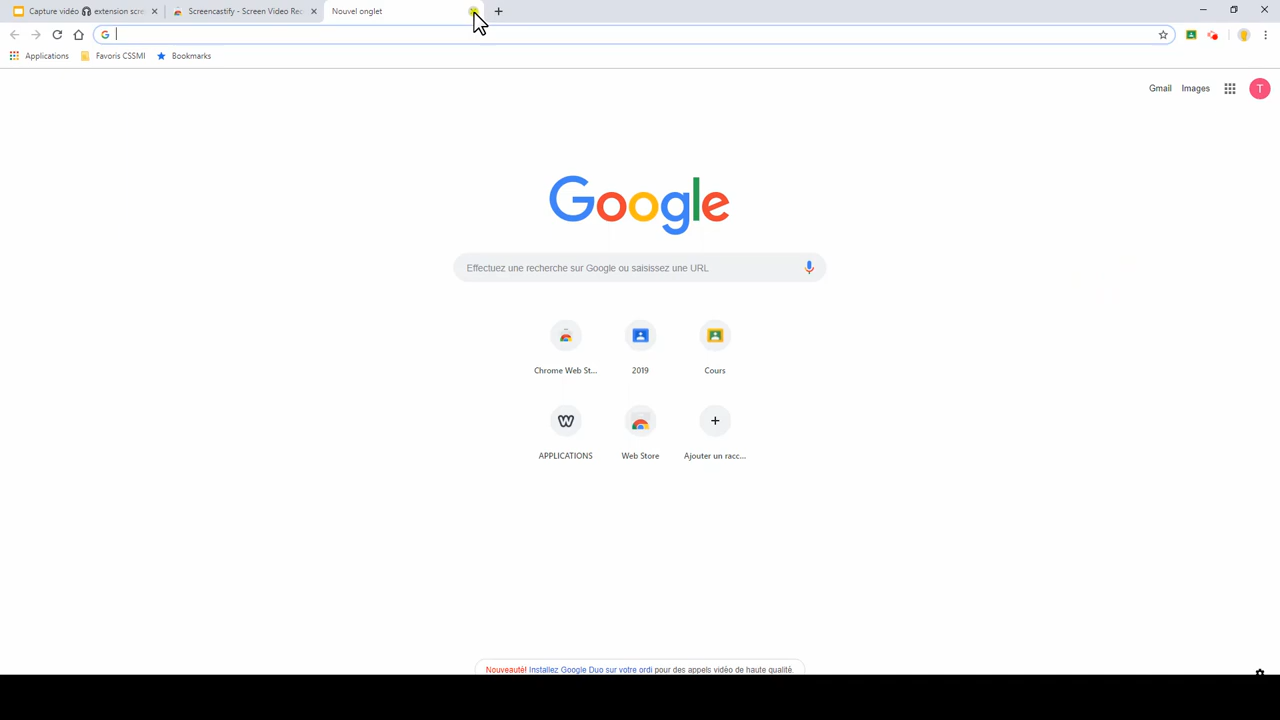 Capture vidéo 🎧 extension scre
Screencastify - Screen Video Rec
Nouvel onglet
Applications
Favoris CSSMI
Bookmarks
Gmail
Images
T
Google
Effectuez une recherche sur Google ou saisissez une URL
Chrome Web St...
2019
Cours
APPLICATIONS
Web Store
Ajouter un racc...
Nouveauté! Installez Google Duo sur votre ordi pour des appels vidéo de haute qualité.